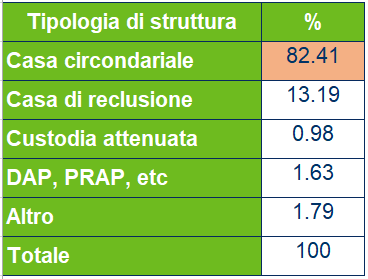 Tipologia di struttura %
Casa circondariale 82.41
Casa di reclusione 13.19
Custodia attenuata 0.98
DAP, PRAP, etc 1.63
Altro 1.79
Totale 100